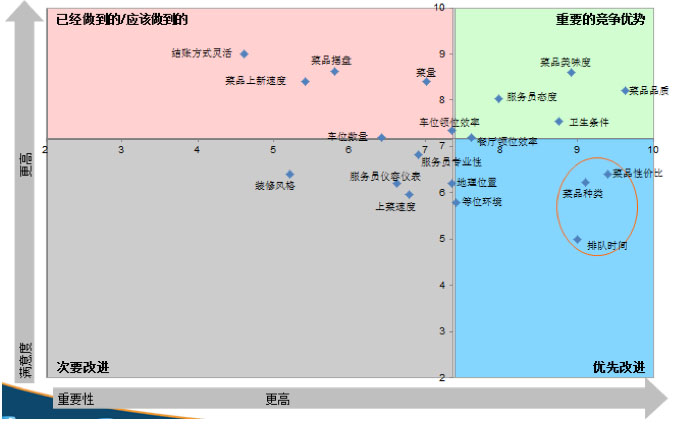 已经做到的/应该做到的
10
重要的竞争优势
结账方式灵活
9
菜品摆盘
菜量
菜品美味度
菜品上新速度
服务员态度
菜品品质
8
车位领位效率
卫生条件
车位数量
餐厅领位效率
2
3
4
5
6
7
7
8
9
10
更高
服务员专业性
装修风格
服务员仪容仪表
地理位置
菜品性价比
菜品种类
6
上菜速度
等位环境
5
排队时间
4
3
满意度
次要改进
优先改进
2
重要性
更高